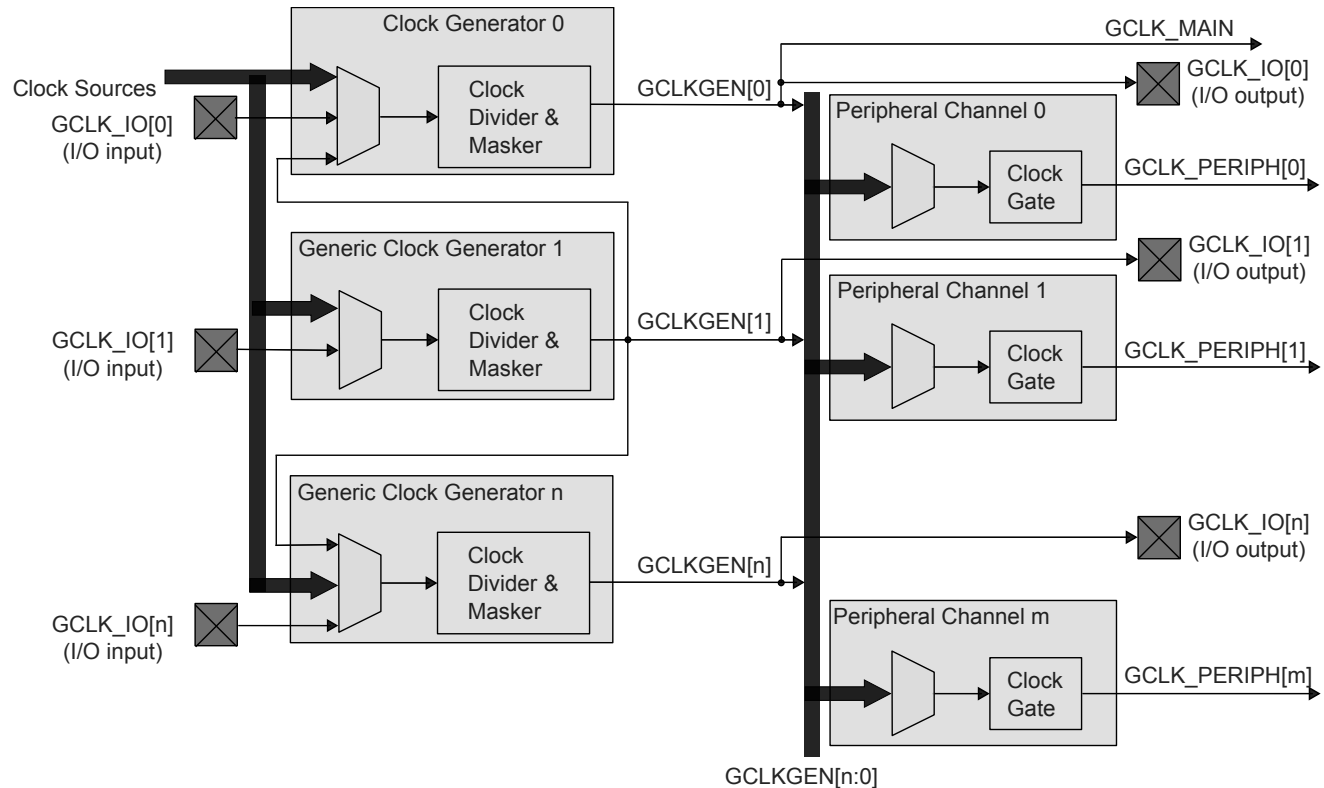 Clock Generator 0
GCLK_MAIN
Clock Sources
GCLK_IO[0]
(I/O input)
Clock
Divider &
Masker
GCLKGEN[0]
GCLK_IO[0]
(I/O output)
Peripheral Channel 0
Clock
Gate
GCLK_PERIPH[0]
Generic Clock Generator 1
GCLK_IO[1]
(I/O input)
Clock
Divider &
Masker
GCLKGEN[1]
GCLK_IO[1]
(I/O output)
Peripheral Channel 1
Clock
Gate
GCLK_PERIPH[1]
Generic Clock Generator n
GCLK_IO[n]
(I/O input)
Clock
Divider &
Masker
GCLKGEN[n]
GCLK_IO[n]
(I/O output)
Peripheral Channel m
Clock
Gate
GCLK_PERIPH[m]
GCLKGEN[n:0]